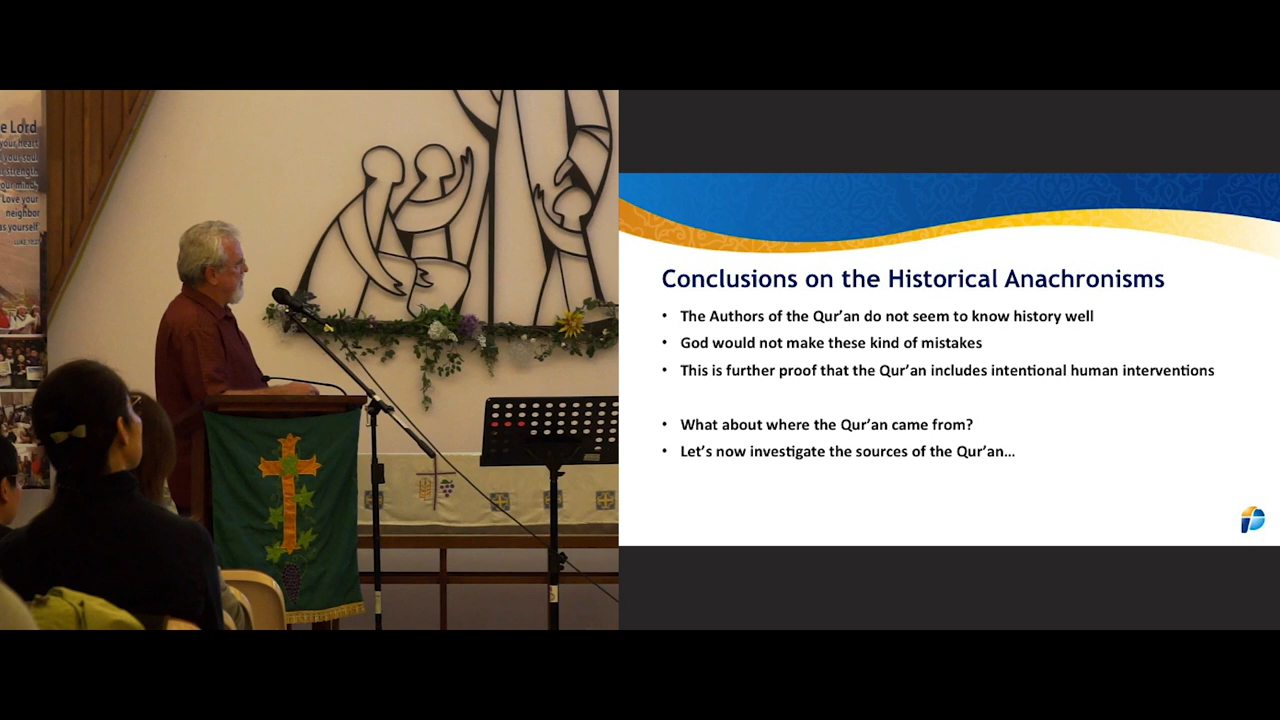 e Lord
your heart
your soul
strength
our mind;
Love your
neighbor
as yourself
Conclusions on the Historical Anachronisms
• The Authors of the Qur’an do not seem to know history well
• God would not make these kind of mistakes
• This is further proof that the Qur’an includes intentional human interventions
• What about where the Qur’an came from?
• Let’s now investigate the sources of the Qur’an…